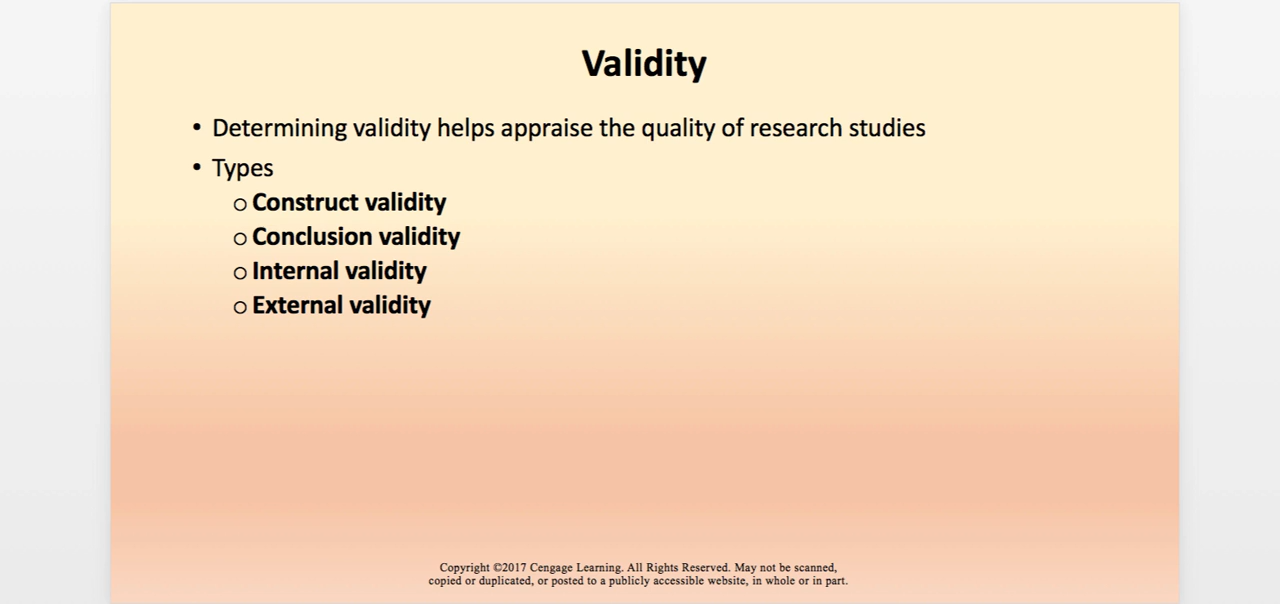 Validity
• Determining validity helps appraise the quality of research studies
• Types
○ Construct validity
○ Conclusion validity
○ Internal validity
○ External validity
Copyright ©2017 Cengage Learning. All Rights Reserved. May not be scanned,
copied or duplicated, or posted to a publicly accessible website, in whole or in part.